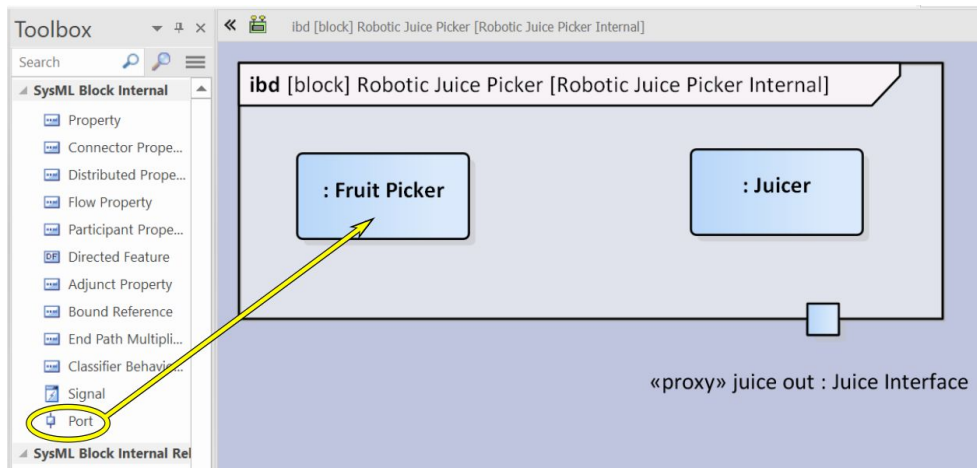 Toolbox
ibd [block] Robotic Juice Picker [Robotic Juice Picker Internal]
Search
SysML Block Internal
Property
Connector Prope...
Distributed Prope...
Flow Property
Participant Prope...
Directed Feature
Adjunct Property
Bound Reference
End Path Multipli...
Classifier Behavio...
Signal
Port
SysML Block Internal Rel
ibd [block] Robotic Juice Picker [Robotic Juice Picker Internal]
: Fruit Picker
: Juicer
«proxy» juice out : Juice Interface